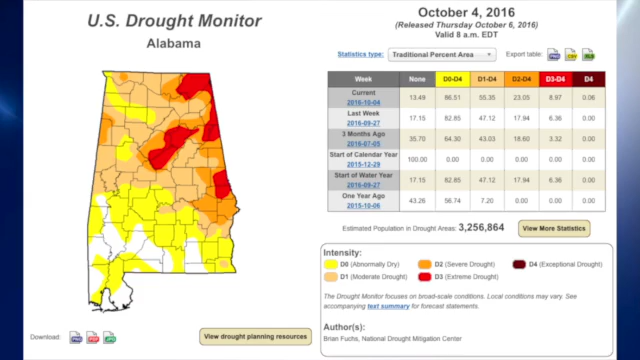 U.S. Drought Monitor
Alabama
October 4, 2016
(Released Thursday October 6, 2016)
Valid 8 a.m. EDT
Statistics type: Traditional Percent Area Export table: PNG CSV XLS
Week None D0-D4 D1-D4 D2-D4 D3-D4 D4
Current
2016-10-04 13.49 86.51 55.35 23.05 8.97 0.06
Last Week
2016-09-27 17.15 82.85 47.12 17.94 6.36 0.00
3 Months Ago
2016-07-05 35.70 64.30 43.03 18.60 3.32 0.00
Start of Calendar Year
2015-12-29 100.00 0.00 0.00 0.00 0.00 0.00
Start of Water Year
2016-09-27 17.15 82.85 47.12 17.94 6.36 0.00
One Year Ago
2015-10-06 43.26 56.74 7.20 0.00 0.00 0.00
Estimated Population in Drought Areas: 3,256,864 View More Statistics
Intensity:
D0 (Abnormally Dry) D2 (Severe Drought) D4 (Exceptional Drought)
D1 (Moderate Drought) D3 (Extreme Drought)
The Drought Monitor focuses on broad-scale conditions. Local conditions may vary. See
accompanying text summary for forecast statements.
Author(s):
Brian Fuchs, National Drought Mitigation Center
Download: PNG PDF JPG View drought planning resources